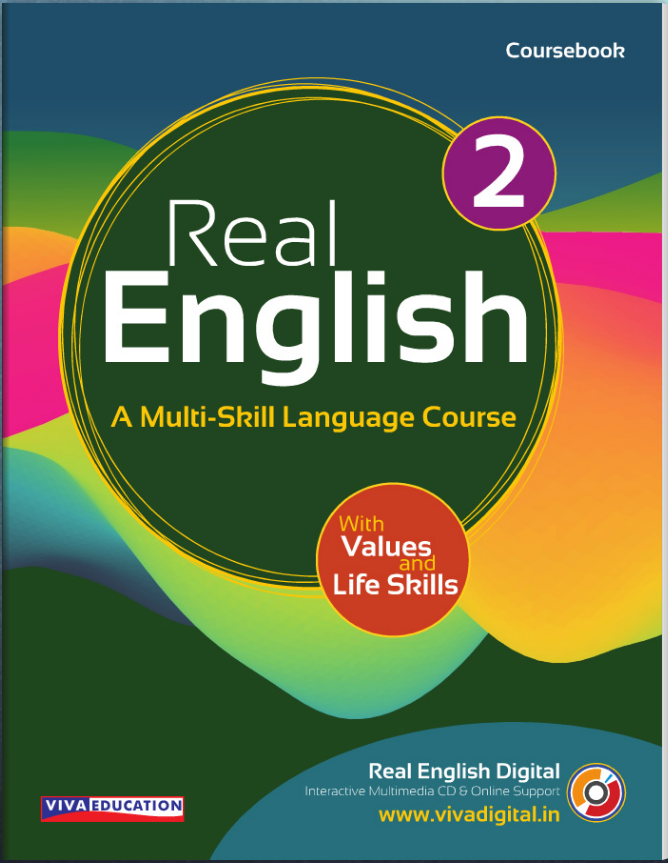 Coursebook
2
Real
English
A Multi-Skill Language Course
With
Values
and
Life Skills
Real English Digital
Interactive Multimedia CD & Online Support
www.vivadigital.in
VIVA EDUCATION